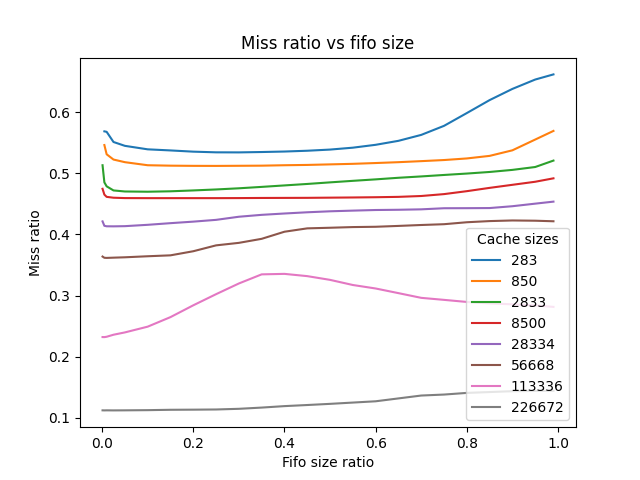 Miss ratio vs fifo size
Miss ratio
0.6
0.5
0.4
0.3
0.2
0.1
0.0 0.2 0.4 0.6 0.8 1.0
Fifo size ratio
Cache sizes
283
850
2833
8500
28334
56668
113336
226672